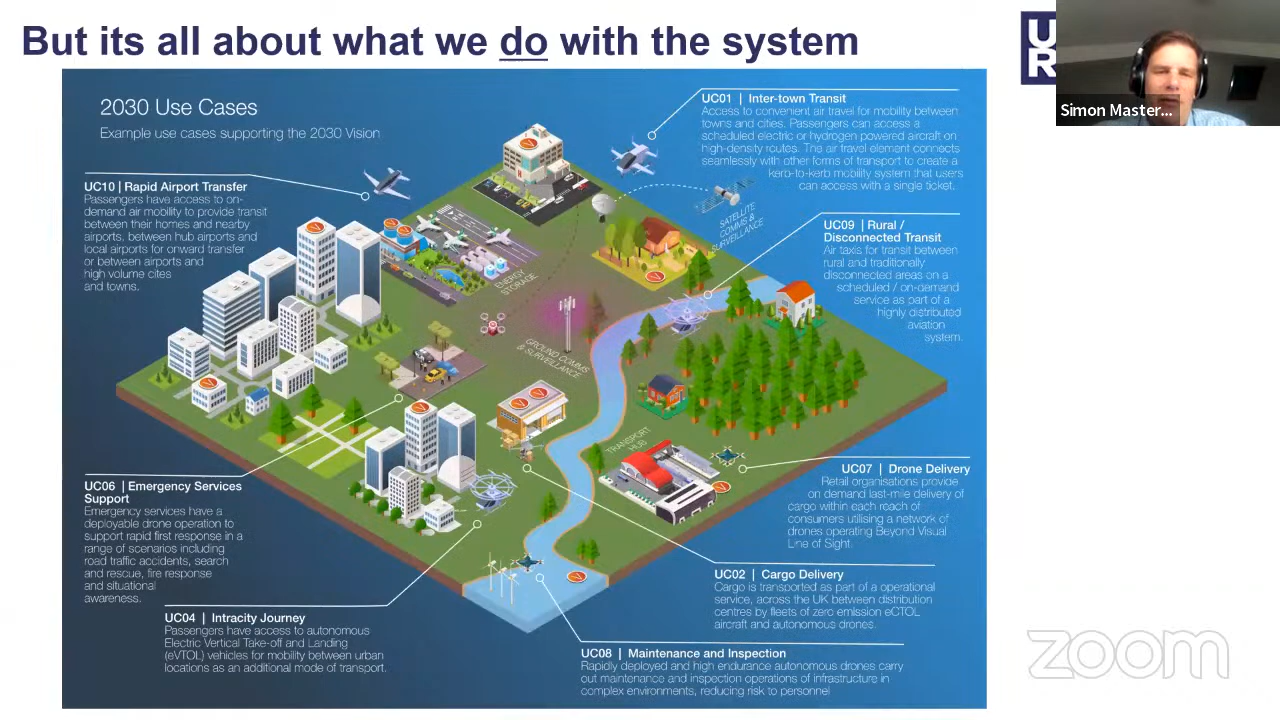 But its all about what we do with the system
U
R
Simon Master...
2030 Use Cases
Example use cases supporting the 2030 Vision
UC01 | Inter-town Transit
Access to convenient air travel for mobility between
towns and cities. Passengers can access a
scheduled electric or hydrogen powered aircraft on
high-density routes. The air travel element connects
seamlessly with other forms of transport to create a
kerb-to-kerb mobility system that users
can access with a single ticket.
UC10 | Rapid Airport Transfer
Passengers have access to on-
demand air mobility to provide transit
between their homes and nearby
airports, between hub airports and
local airports for onward transfer
or between airports and
high volume cites
and towns.
SATELLITE
COMMS &
SURVEILLANCE
UC09 | Rural /
Disconnected Transit
Air taxis for transit between
rural and traditionally
disconnected areas on a
scheduled / on-demand
service as part of a
highly distributed
aviation
system.
ENERGY
STORAGE
GROUND COMMS
& SURVEILLANCE
TRANSPORT
HUB
UC06 | Emergency Services
Support
Emergency services have a
deployable drone operation to
support rapid first response in a
range of scenarios including
road traffic accidents, search
and rescue, fire response
and situational
awareness.
UC07 | Drone Delivery
Retail organisations provide
on demand last-mile delivery of
cargo within each reach of
consumers utilising a network of
drones operating Beyond Visual
Line of Sight.
UC02 | Cargo Delivery
Cargo is transported as part of a operational
service, across the UK between distribution
centres by fleets of zero emission eCTOL
aircraft and autonomous drones.
UC04 | Intracity Journey
Passengers have access to autonomous
Electric Vertical Take-off and Landing
(eVTOL) vehicles for mobility between urban
locations as an additional mode of transport.
UC08 | Maintenance and Inspection
Rapidly deployed and high endurance autonomous drones carry
out maintenance and inspection operations of infrastructure in
complex environments, reducing risk to personnel
zoom